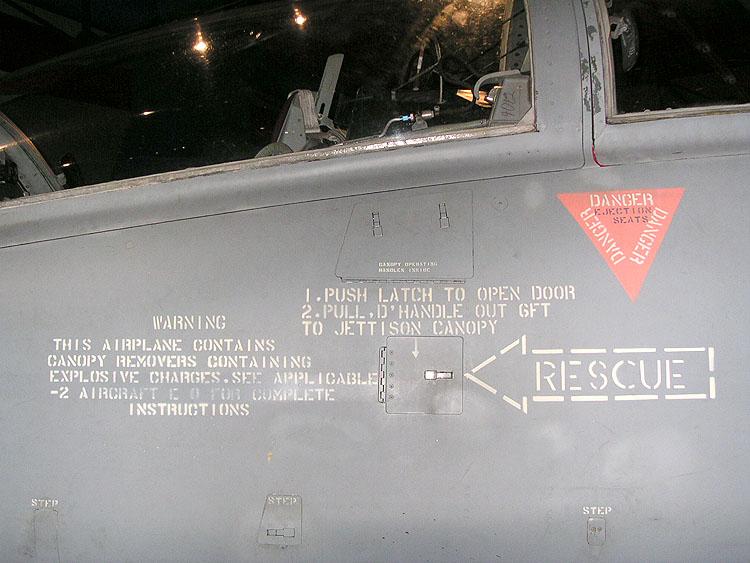 DANGER
EJECTION
SEATS
DANGER
DANGER
CANOPY OPERATING
HANDLES INSIDE
1.PUSH LATCH TO OPEN DOOR
2.PULL,D'HANDLE OUT 6FT
TO JETTISON CANOPY
WARNING
THIS AIRPLANE CONTAINS
CANOPY REMOVERS CONTAINING
EXPLOSIVE CHARGES.SEE APPLICABLE
-2 AIRCRAFT FOR COMPLETE
INSTRUCTIONS
RESCUE
STEP
STEP
STEP